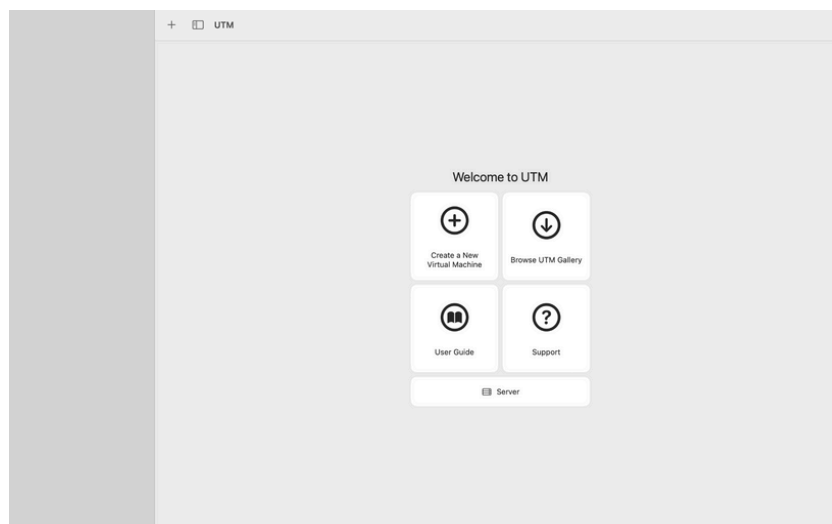 UTM
Welcome to UTM
Create a New
Virtual Machine
Browse UTM Gallery
User Guide
Support
Server